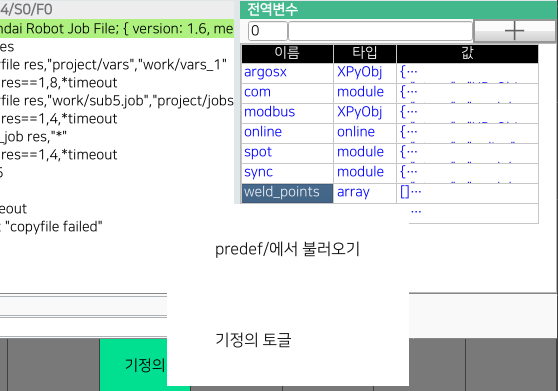 4/S0/F0
ndai Robot Job File; { version: 1.6, me
es
yfile res,"project/vars","work/vars_1"
res==1,8,*timeout
yfile res,"work/sub5.job","project/jobs
res==1,4,*timeout
_job res,"*"
res==1,4,*timeout
eout
"copyfile failed"
전역변수
0
이름 타입 값
argosx XPyObj {…
com module {…
modbus XPyObj {…
online online {…
spot module {…
sync module {…
weld_points array []…
…
predef/에서 불러오기
기정의 토글
기정의